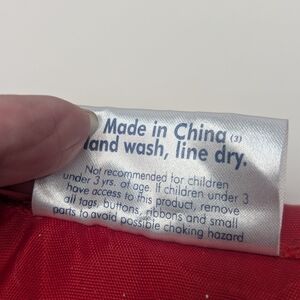 Made in China (3)
and wash, line dry.
Not recommended for children
under 3 yrs. of age. If children under 3
have access to this product, remove
all tags, buttons, ribbons and small
parts to avoid possible choking hazard